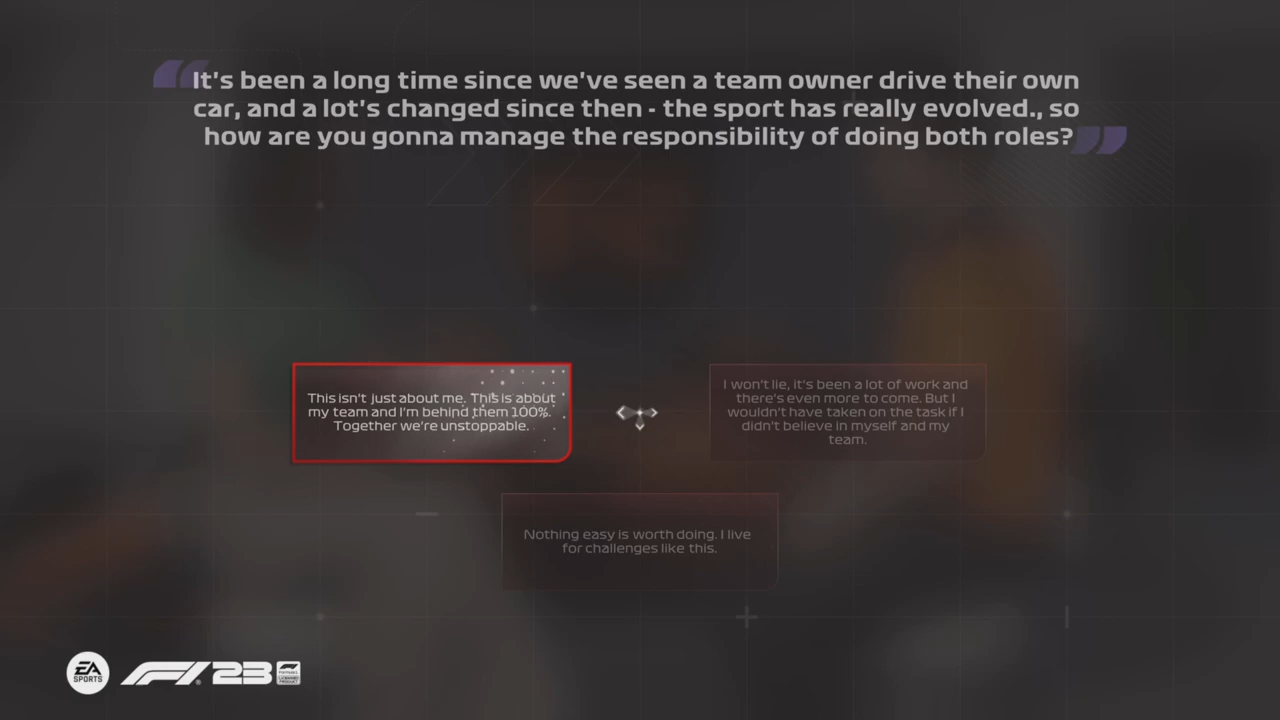 It's been a long time since we've seen a team owner drive their own
car, and a lot's changed since then - the sport has really evolved., so
how are you gonna manage the responsibility of doing both roles?
This isn't just about me. This is about
my team and I'm behind them 100%.
Together we're unstoppable.
I won't lie, it's been a lot of work and
there's even more to come. But I
wouldn't have taken on the task if I
didn't believe in myself and my
team.
Nothing easy is worth doing. I live
for challenges like this.
EA
SPORTS
F1 23